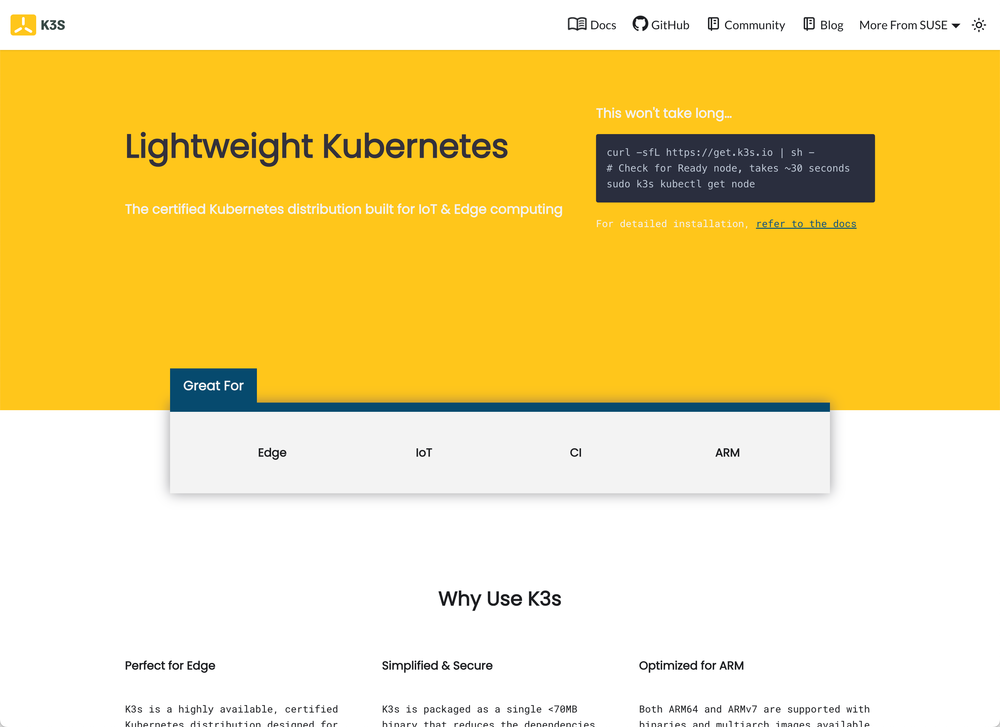 K3S
Docs
GitHub
Community
Blog
More From SUSE
Lightweight Kubernetes
The certified Kubernetes distribution built for IoT & Edge computing
This won't take long...
curl -sfL https://get.k3s.io | sh -
# Check for Ready node, takes ~30 seconds
sudo k3s kubectl get node
For detailed installation, refer to the docs
Great For
Edge
IoT
CI
ARM
Why Use K3s
Perfect for Edge
K3s is a highly available, certified
Kubernetes distribution designed for
Simplified & Secure
K3s is packaged as a single <70MB
binary that reduces the dependencies
Optimized for ARM
Both ARM64 and ARMv7 are supported with
binaries and multiarch images available